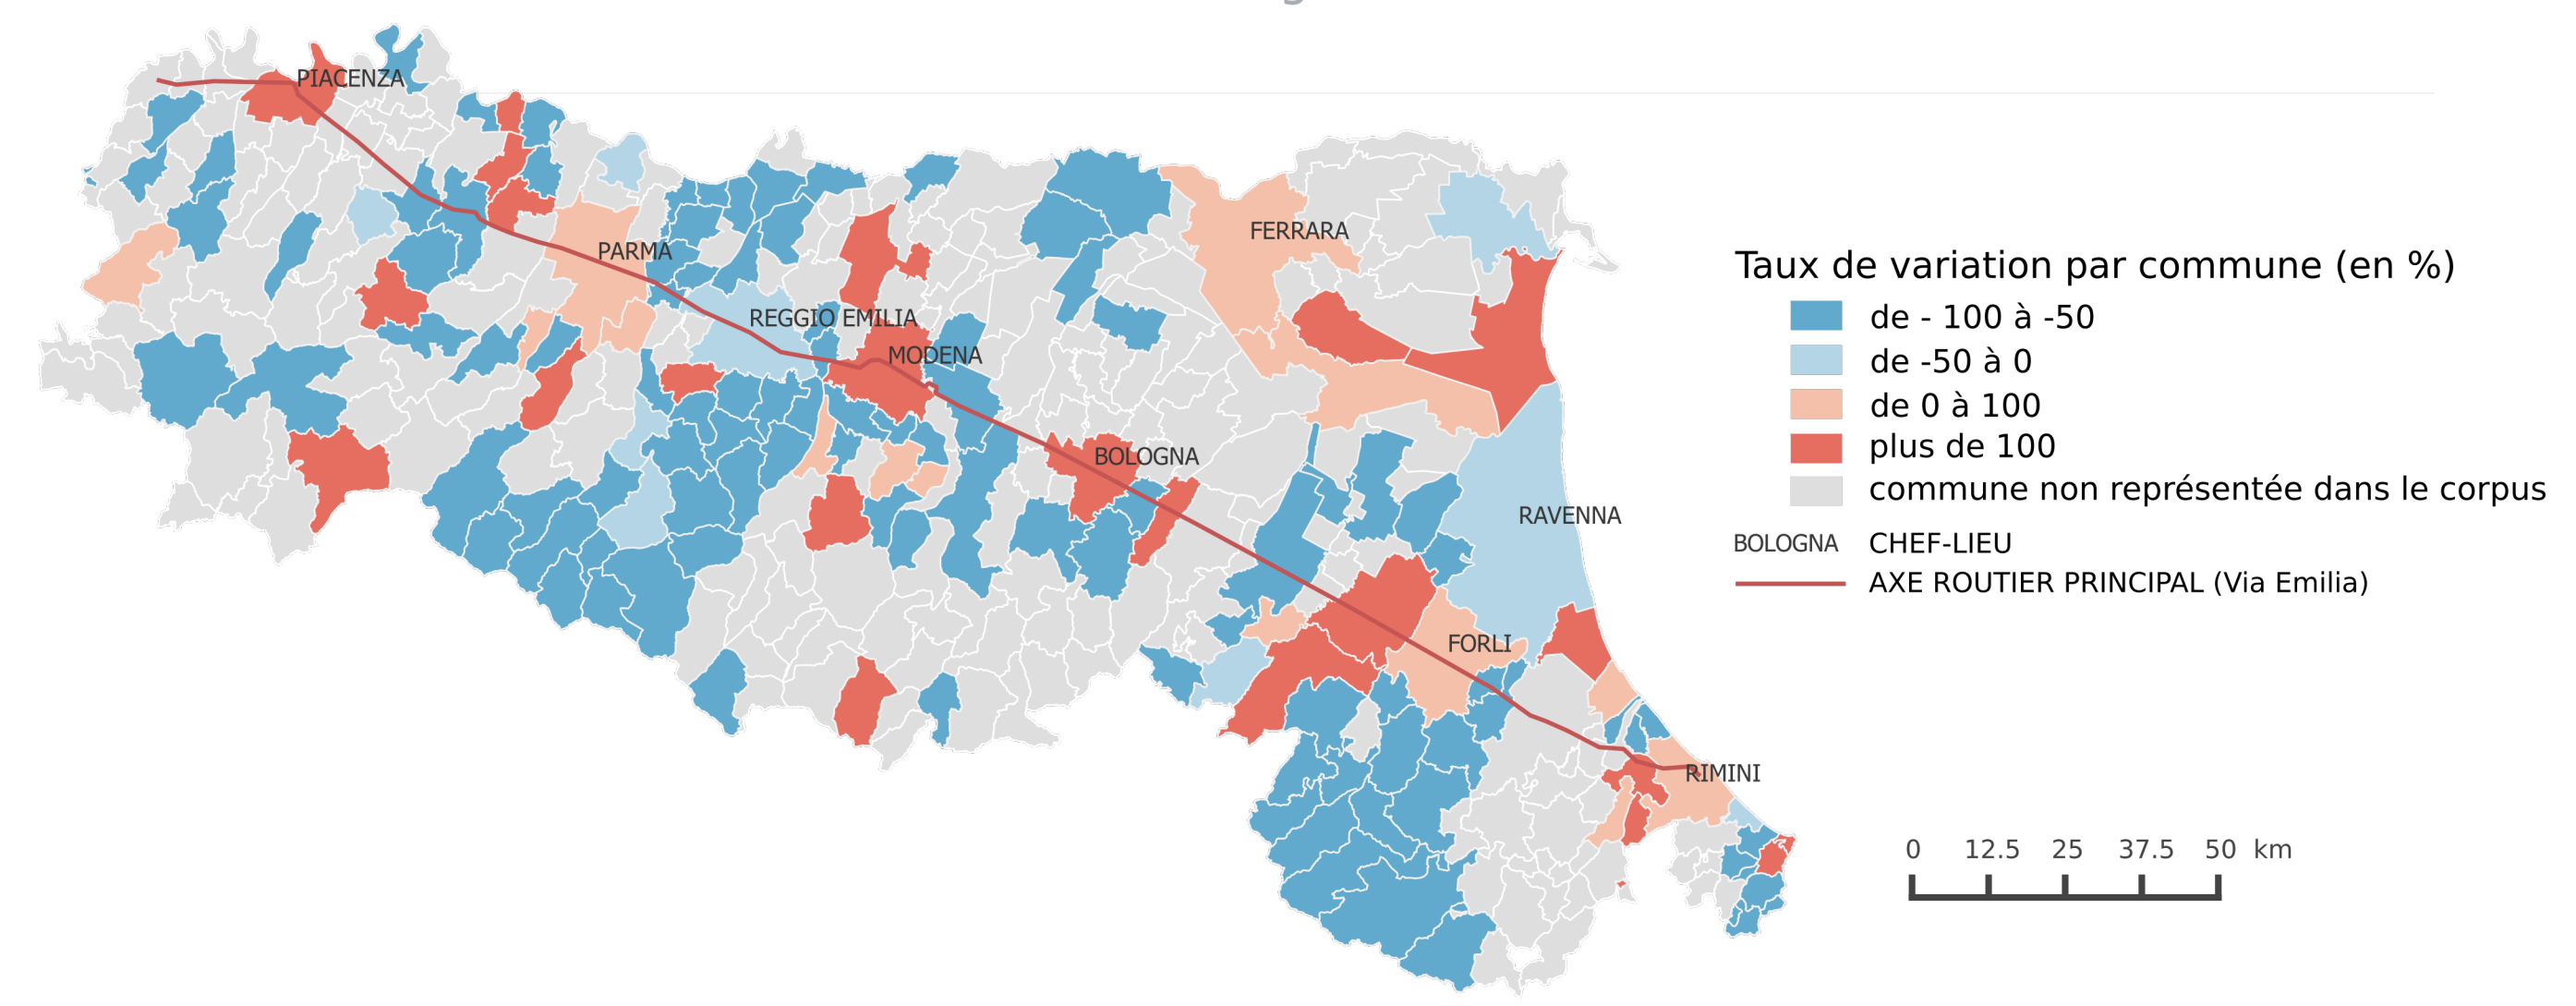 PIACENZA
PARMA
FERRARA
REGGIO EMILIA
MODENA
BOLOGNA
RAVENNA
FORLI
RIMINI
Taux de variation par commune (en %)
de - 100 à -50
de -50 à 0
de 0 à 100
plus de 100
commune non représentée dans le corpus
BOLOGNA CHEF-LIEU
AXE ROUTIER PRINCIPAL (Via Emilia)
0 12.5 25 37.5 50 km